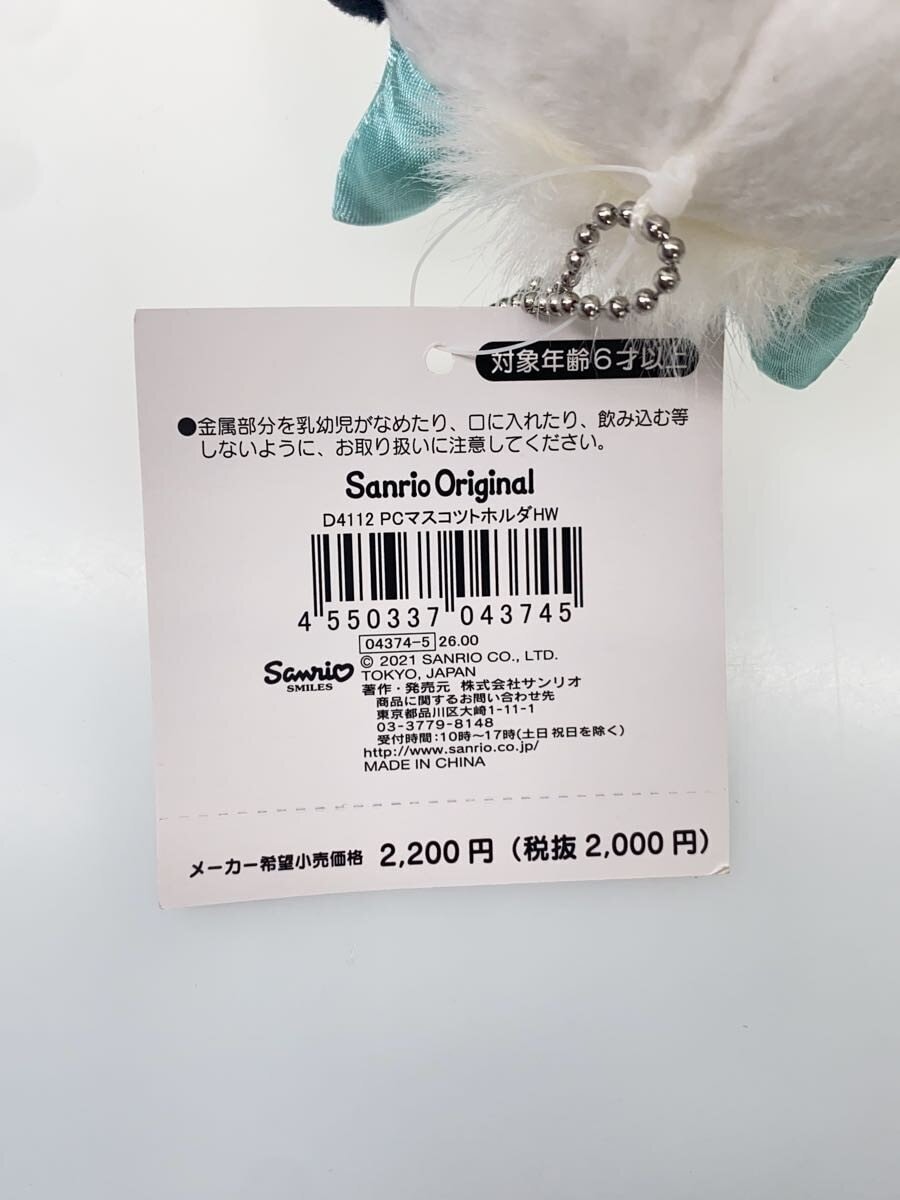 対象年齢6才以上
●金属部分を乳幼児がなめたり、口に入れたり、飲み込む等
しないように、お取り扱いに注意してください。
Sanrio Original
D4112 PCマスコツトホルダHW
4 550337 043745
04374-5 26.00
Sanrio
SMILES
© 2021 SANRIO CO., LTD.
TOKYO, JAPAN
著作・発売元 株式会社サンリオ
商品に関するお問い合わせ先
東京都品川区大崎1-11-1
03-3779-8148
受付時間:10時〜17時(土日祝日を除く)
http://www.sanrio.co.jp/
MADE IN CHINA
メーカー希望小売価格 2,200円(税抜2,000円)